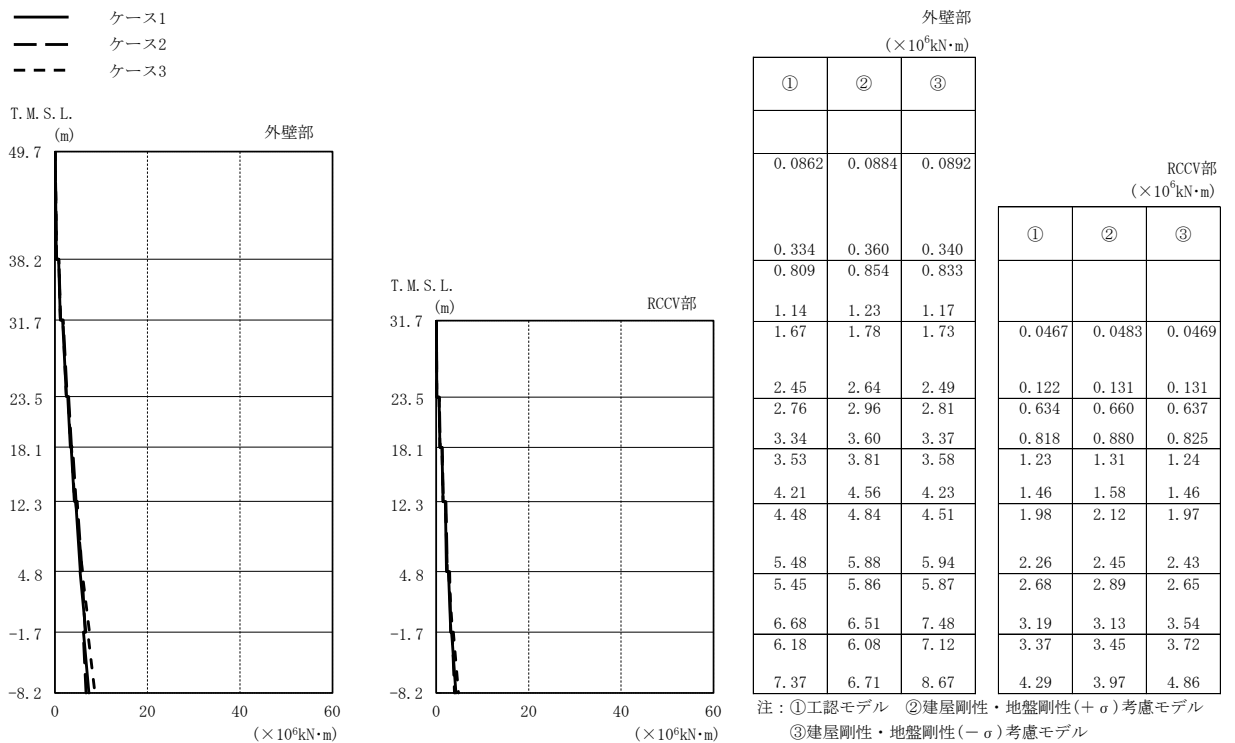 ケース1
ケース2
ケース3
T.M.S.L.
(m)
外壁部
49.7
38.2
31.7
23.5
18.1
12.3
4.8
-1.7
-8.2
0 20 40 60
(×10⁶kN・m)
T.M.S.L.
(m)
RCCV部
31.7
23.5
18.1
12.3
4.8
-1.7
-8.2
0 20 40 60
(×10⁶kN・m)
外壁部
(×10⁶kN・m)
① ② ③
0.0862 0.0884 0.0892
0.334 0.360 0.340
0.809 0.854 0.833
1.14 1.23 1.17
1.67 1.78 1.73
2.45 2.64 2.49
2.76 2.96 2.81
3.34 3.60 3.37
3.53 3.81 3.58
4.21 4.56 4.23
4.48 4.84 4.51
5.48 5.88 5.94
5.45 5.86 5.87
6.68 6.51 7.48
6.18 6.08 7.12
7.37 6.71 8.67
RCCV部
(×10⁶kN・m)
① ② ③
0.0467 0.0483 0.0469
0.122 0.131 0.131
0.634 0.660 0.637
0.818 0.880 0.825
1.23 1.31 1.24
1.46 1.58 1.46
1.98 2.12 1.97
2.26 2.45 2.43
2.68 2.89 2.65
3.19 3.13 3.54
3.37 3.45 3.72
4.29 3.97 4.86
注：①工認モデル ②建屋剛性・地盤剛性(＋σ)考慮モデル
③建屋剛性・地盤剛性(－σ)考慮モデル